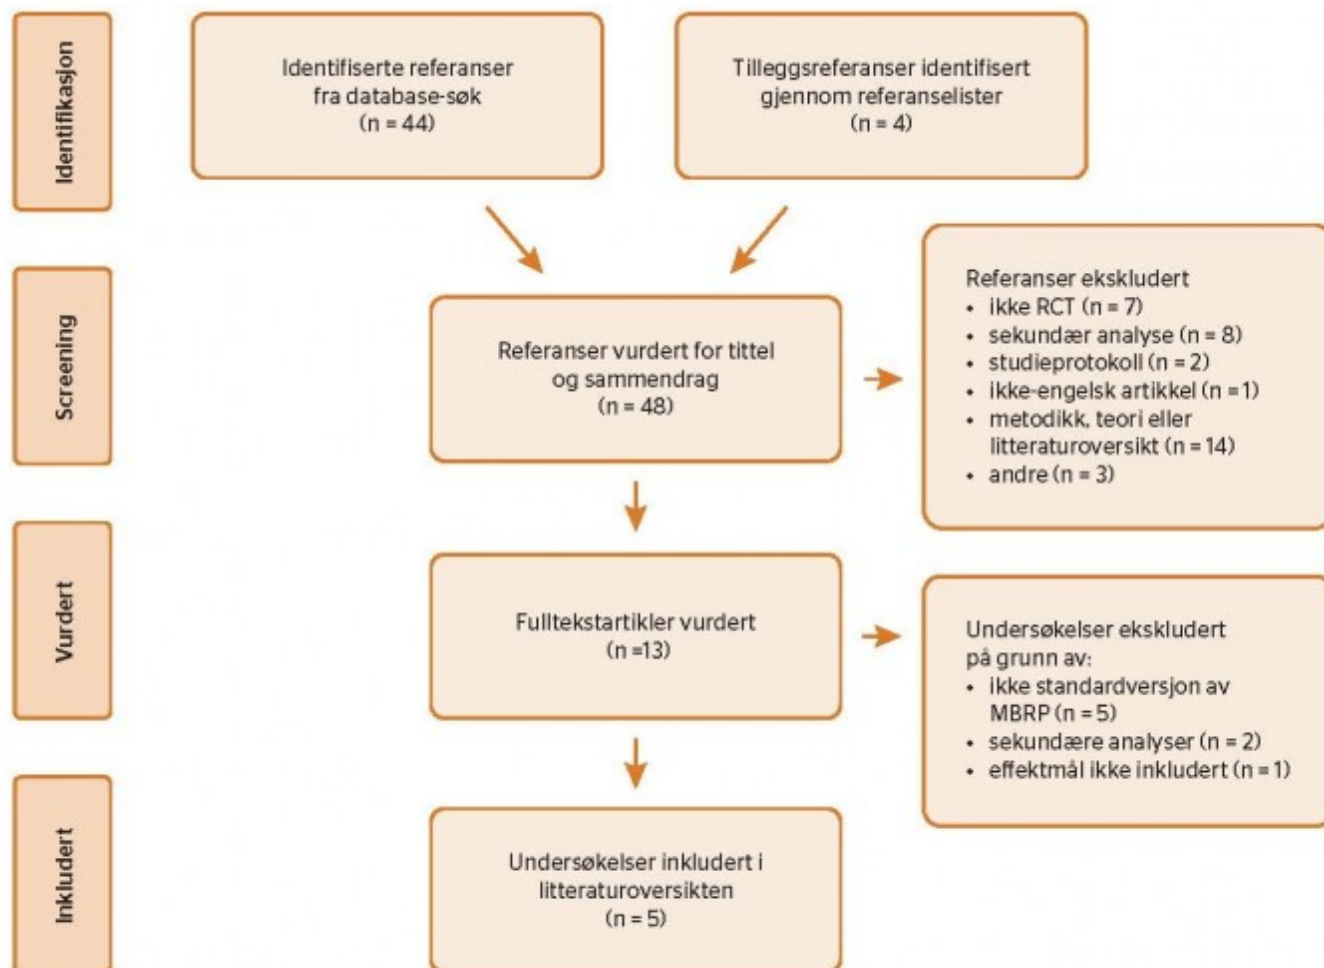 Identifikasjon
Identifiserte referanser
fra database-søk
(n = 44)
Tilleggsreferanser identifisert
gjennom referanselister
(n = 4)
Screening
Referanser vurdert for tittel
og sammendrag
(n = 48)
Referanser ekskludert
• ikke RCT (n = 7)
• sekundær analyse (n = 8)
• studieprotokoll (n = 2)
• ikke-engelsk artikkel (n = 1)
• metodikk, teori eller
litteraturoversikt (n = 14)
• andre (n = 3)
Vurdert
Fulltekstartikler vurdert
(n =13)
Undersøkelser ekskludert
på grunn av:
• ikke standardversjon av
MBRP (n = 5)
• sekundære analyser (n = 2)
• effektmål ikke inkludert (n = 1)
Inkludert
Undersøkelser inkludert i
litteraturoversikten
(n = 5)